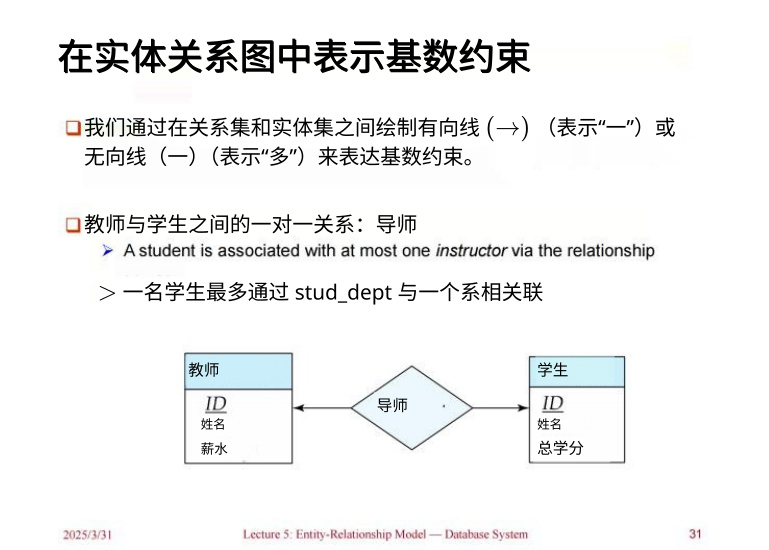 在实体关系图中表示基数约束
我们通过在关系集和实体集之间绘制有向线 (→) （表示“一”）或
无向线（一）（表示“多”）来表达基数约束。
教师与学生之间的一对一关系：导师
A student is associated with at most one instructor via the relationship
> 一名学生最多通过 stud_dept 与一个系相关联
教师
ID
姓名
薪水
导师
学生
ID
姓名
总学分
2025/3/31
Lecture 5: Entity-Relationship Model — Database System
31